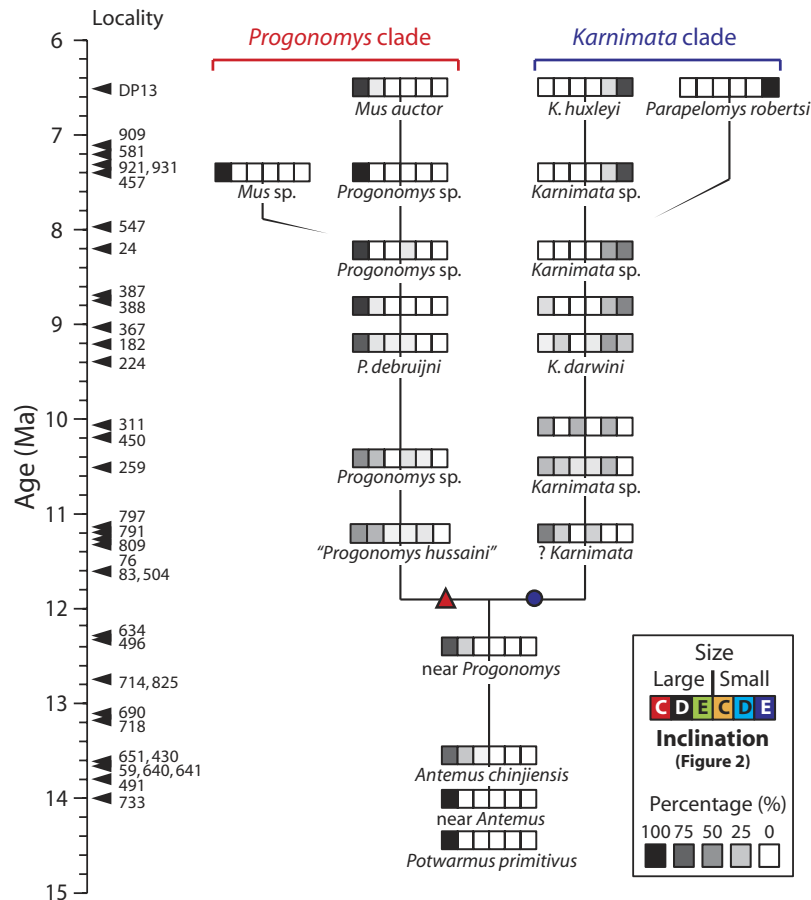 Locality
Progonomys clade
Karnimata clade
Age (Ma)
6
7
8
9
10
11
12
13
14
15
DP13
909
581
921, 931
457
547
24
387
388
367
182
224
311
450
259
797
791
809
76
83, 504
634
496
714, 825
690
718
651, 430
59, 640, 641
491
733
Mus auctor
K. huxleyi
Parapelomys robertsi
Mus sp.
Progonomys sp.
Karnimata sp.
Progonomys sp.
Karnimata sp.
P. debruijni
K. darwini
Progonomys sp.
Karnimata sp.
"Progonomys hussaini"
? Karnimata
near Progonomys
Antemus chinjiensis
near Antemus
Potwarmus primitivus
Size
Large Small
C D E C D E
Inclination
(Figure 2)
Percentage (%)
100 75 50 25 0